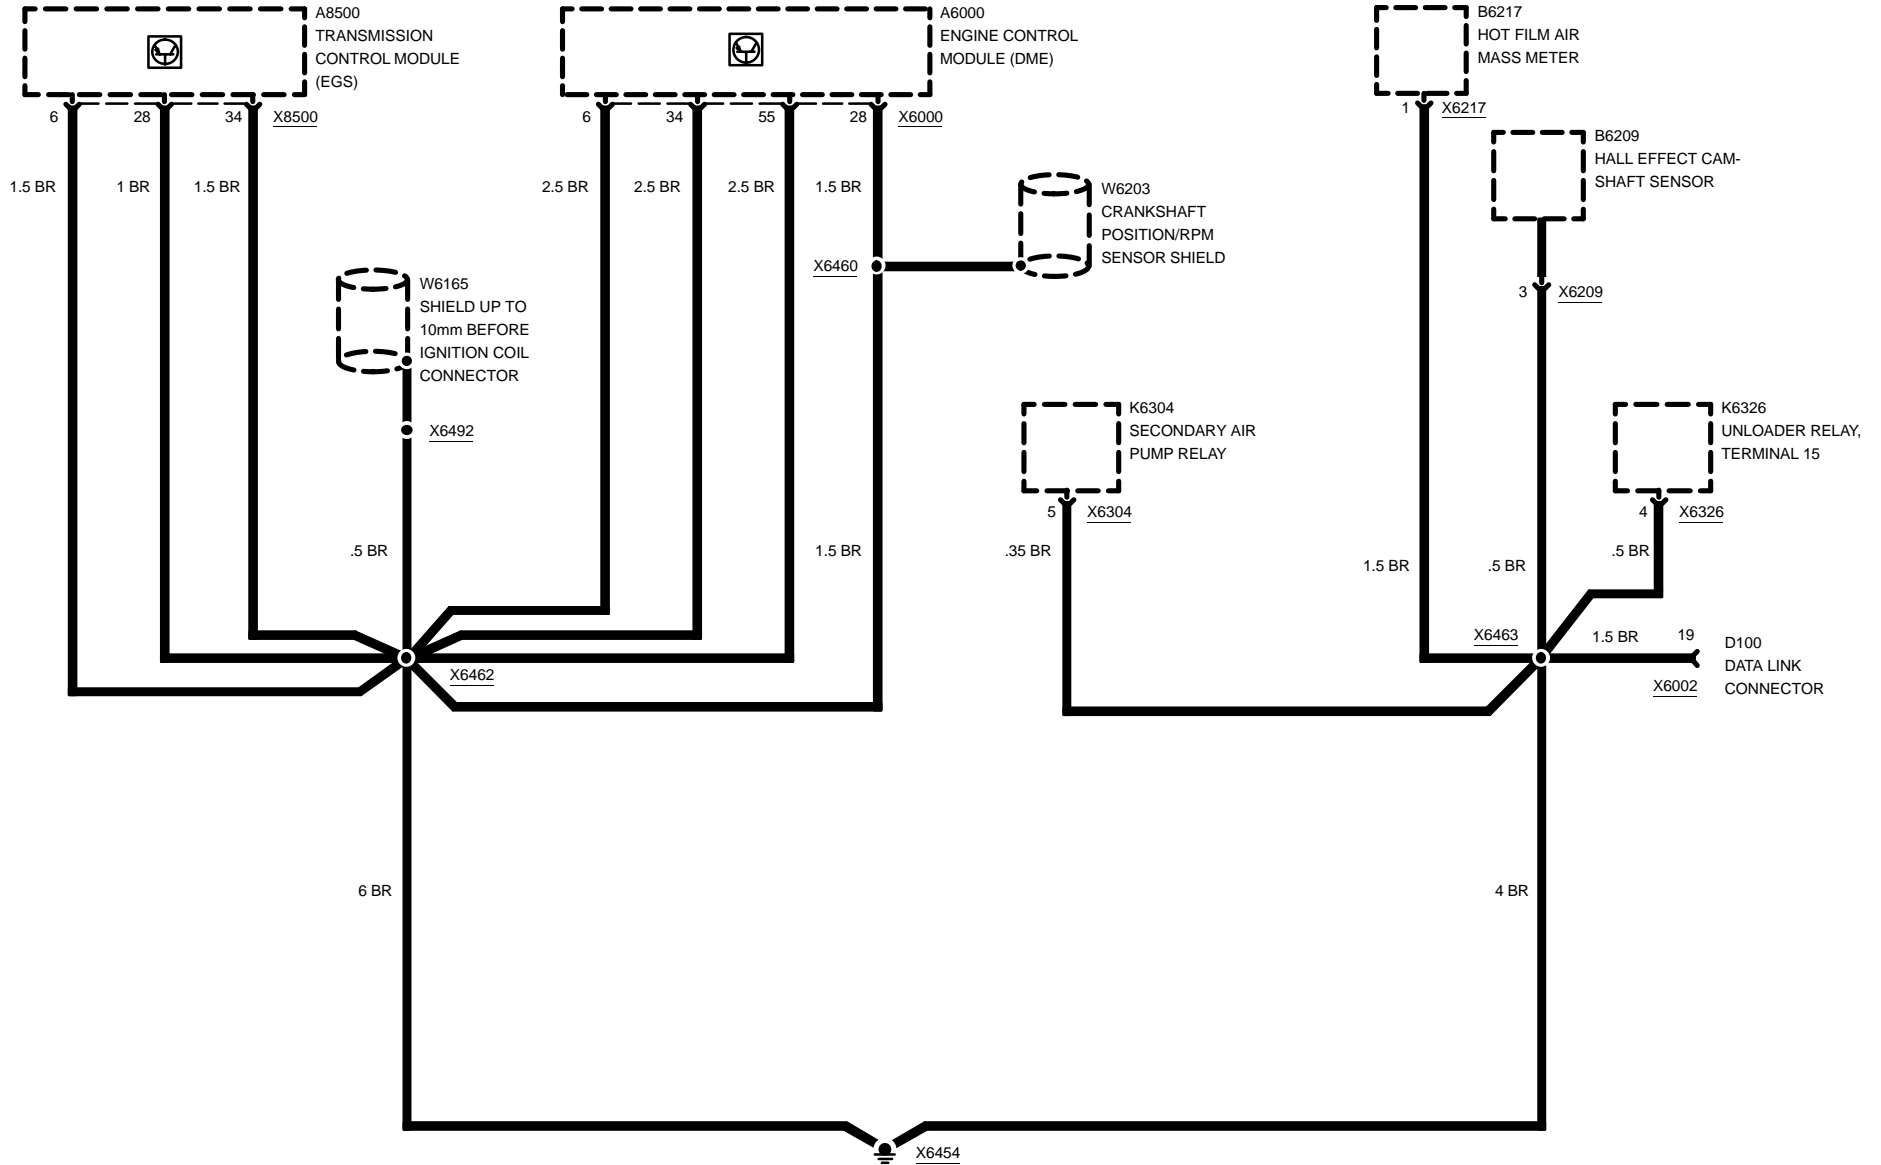 A8500
TRANSMISSION
CONTROL MODULE
(EGS)
A6000
ENGINE CONTROL
MODULE (DME)
B6217
HOT FILM AIR
MASS METER
6
28
34
X8500
6
34
55
28
X6000
1
X6217
B6209
HALL EFFECT CAM-
SHAFT SENSOR
1.5 BR
1 BR
1.5 BR
2.5 BR
2.5 BR
2.5 BR
1.5 BR
W6203
CRANKSHAFT
POSITION/RPM
SENSOR SHIELD
X6460
W6165
SHIELD UP TO
10mm BEFORE
IGNITION COIL
CONNECTOR
3
X6209
X6492
K6304
SECONDARY AIR
PUMP RELAY
K6326
UNLOADER RELAY,
TERMINAL 15
5
X6304
4
X6326
.5 BR
1.5 BR
.35 BR
1.5 BR
.5 BR
.5 BR
X6462
X6463
1.5 BR
19
X6002
D100
DATA LINK
CONNECTOR
6 BR
4 BR
X6454